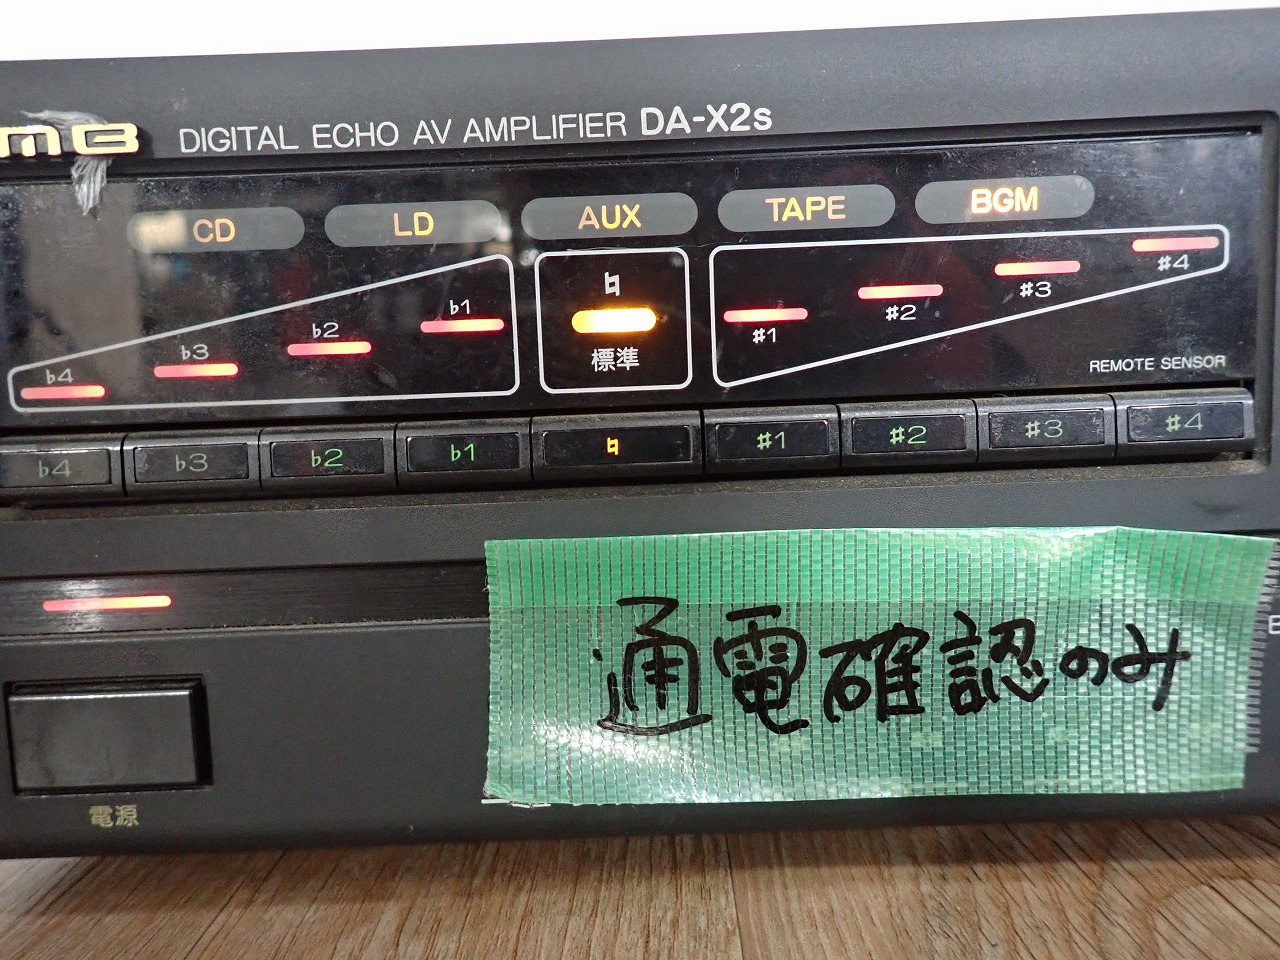 DIGITAL ECHO AV AMPLIFIER DA-X2s
CD LD AUX TAPE BGM
♭4 ♭3 ♭2 ♭1 ♮ ♯1 ♯2 ♯3 ♯4
標準
REMOTE SENSOR
♭4 ♭3 ♭2 ♭1 ♮ ♯1 ♯2 ♯3 ♯4
通電確認のみ
電源